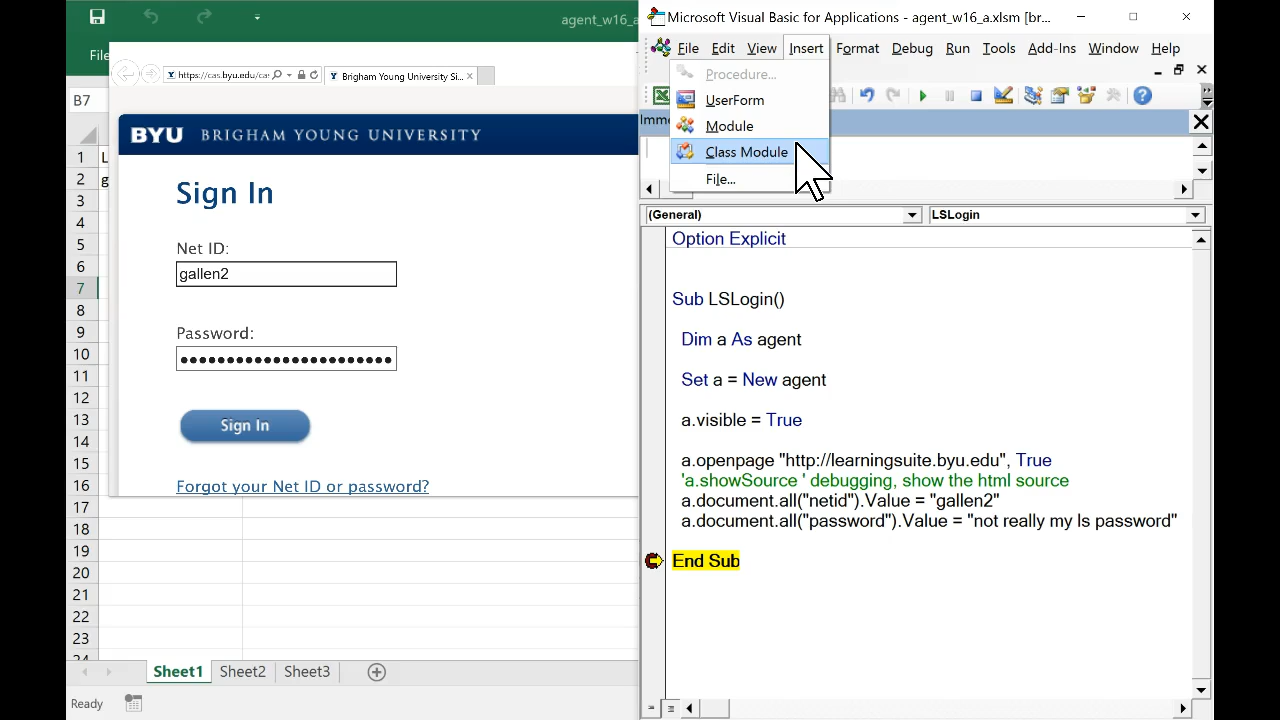 agent_w16_a
File
https://cas.byu.edu/cas
Brigham Young University Si...
B7
BYU BRIGHAM YOUNG UNIVERSITY
Sign In
Net ID:
gallen2
Password:
Sign In
Forgot your Net ID or password?
1 L
2 g
3
4
5
6
7
8
9
10
11
12
13
14
15
16
17
18
19
20
21
22
23
24
Sheet1 Sheet2 Sheet3
Ready
Microsoft Visual Basic for Applications - agent_w16_a.xlsm [br...
File Edit View Insert Format Debug Run Tools Add-Ins Window Help
Procedure...
UserForm
Module
Class Module
File...
Imme
(General) LSLogin
Option Explicit
Sub LSLogin()
Dim a As agent
Set a = New agent
a.visible = True
a.openpage "http://learningsuite.byu.edu", True
'a.showSource ' debugging, show the html source
a.document.all("netid").Value = "gallen2"
a.document.all("password").Value = "not really my ls password"
End Sub